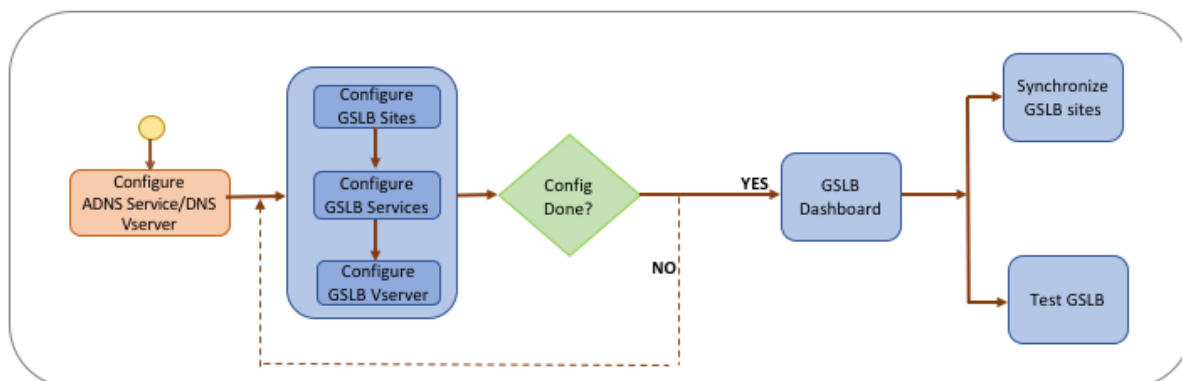 Configure
ADNS Service/DNS
Vserver
Configure
GSLB Sites
Configure
GSLB Services
Configure
GSLB Vserver
Config
Done?
YES
NO
GSLB
Dashboard
Synchronize
GSLB sites
Test GSLB